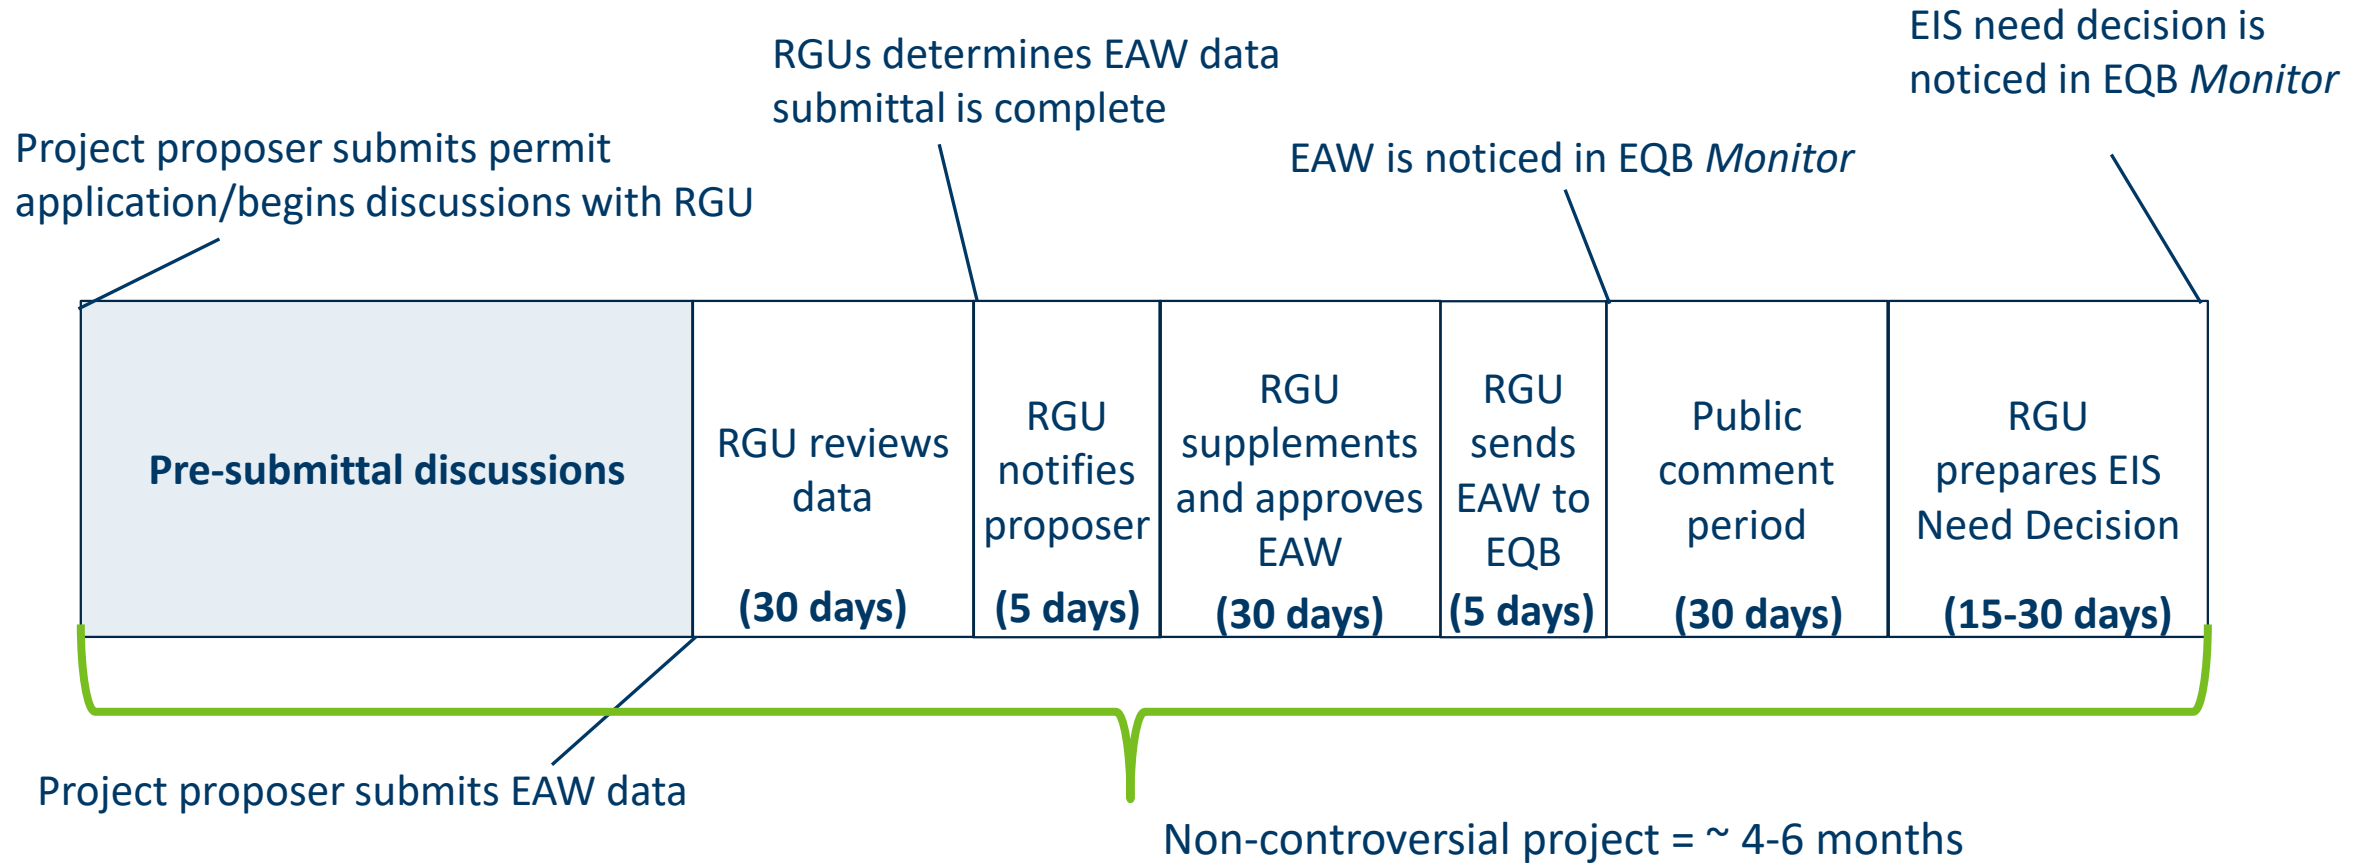 EIS need decision is
noticed in EQB Monitor
RGUs determines EAW data
submittal is complete
Project proposer submits permit
application/begins discussions with RGU
EAW is noticed in EQB Monitor
Pre-submittal discussions
RGU reviews
data
(30 days)
RGU
notifies
proposer
(5 days)
RGU
supplements
and approves
EAW
(30 days)
RGU
sends
EAW to
EQB
(5 days)
Public
comment
period
(30 days)
RGU
prepares EIS
Need Decision
(15-30 days)
Project proposer submits EAW data
Non-controversial project = ~ 4-6 months